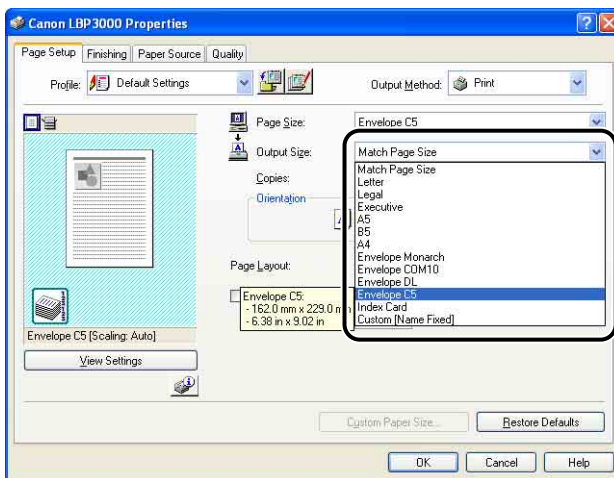 Canon LBP3000 Properties
Page Setup Finishing Paper Source Quality
Profile: Default Settings Output Method: Print
Page Size: Envelope C5
Output Size: Match Page Size
Copies:
Orientation
A
Page Layout:
Match Page Size
Letter
Legal
Executive
A5
B5
A4
Envelope Monarch
Envelope COM10
Envelope DL
Envelope C5
Index Card
Custom [Name Fixed]
Envelope C5:
- 162.0 mm x 229.0 m
- 6.38 in x 9.02 in
Envelope C5 [Scaling: Auto]
View Settings
Custom Paper Size... Restore Defaults
OK Cancel Help